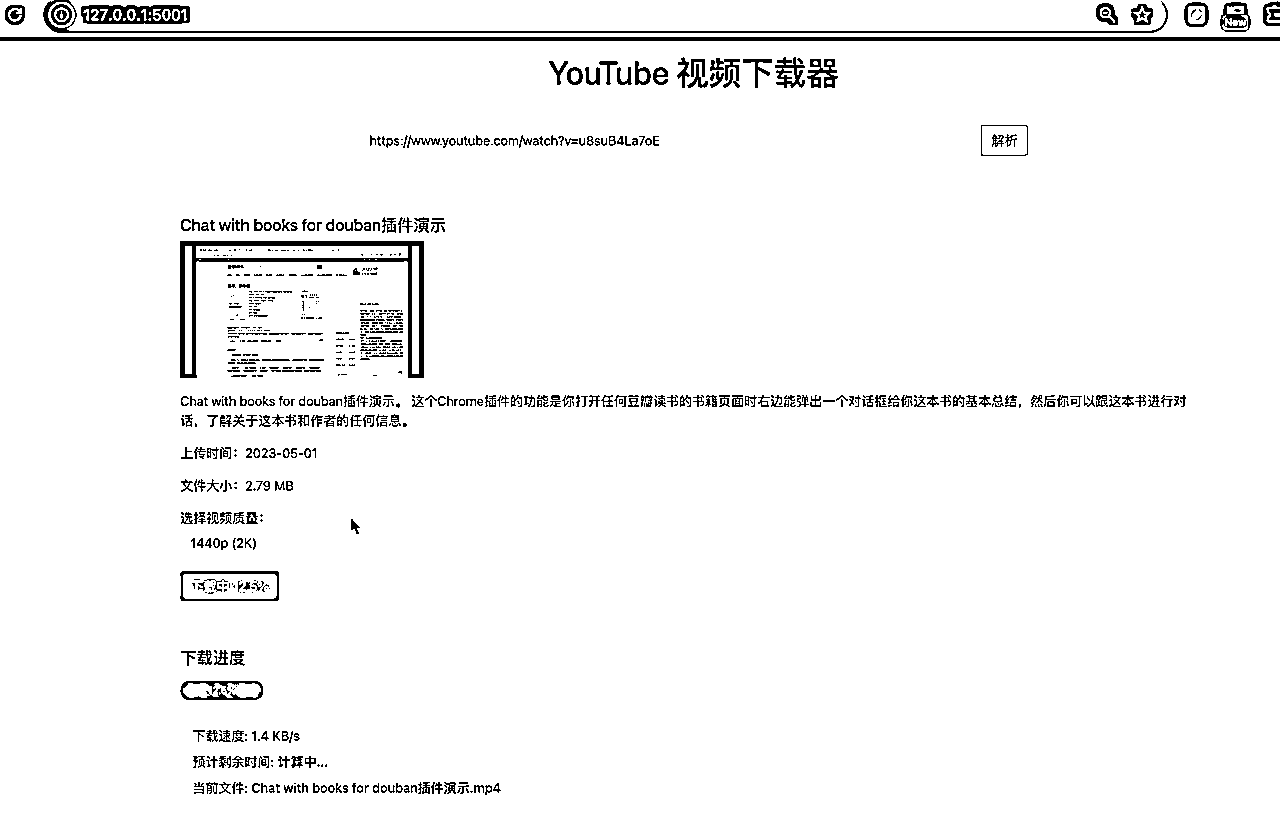 127.0.0.1:5001
New
YouTube 视频下载器
https://www.youtube.com/watch?v=u8suB4La7oE
解析
Chat with books for douban插件演示
Chat with books for douban插件演示。 这个Chrome插件的功能是你打开任何豆瓣读书的书籍页面时右边能弹出一个对话框给你这本书的基本总结，然后你可以跟这本书进行对
话，了解关于这本书和作者的任何信息。
上传时间：2023-05-01
文件大小：2.79 MB
选择视频质量：
1440p (2K)
下载中
下载进度
下载速度: 1.4 KB/s
预计剩余时间: 计算中...
当前文件: Chat with books for douban插件演示.mp4